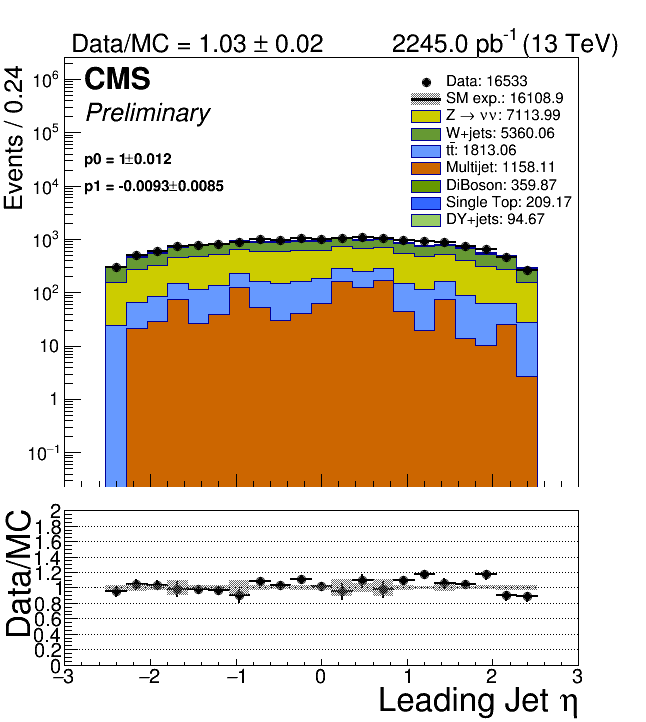 Data/MC = 1.03 ± 0.02
2245.0 pb⁻¹ (13 TeV)
CMS
Preliminary
p0 = 1±0.012
p1 = -0.0093±0.0085
Data: 16533
SM exp.: 16108.9
Z → νν: 7113.99
W+jets: 5360.06
tt̄: 1813.06
Multijet: 1158.11
DiBoson: 359.87
Single Top: 209.17
DY+jets: 94.67
Events / 0.24
10⁶
10⁵
10⁴
10³
10²
10
1
10⁻¹
Data/MC
2
1.8
1.6
1.4
1.2
1
0.8
0.6
0.4
0.2
0
−3 −2 −1 0 1 2 3
Leading Jet η